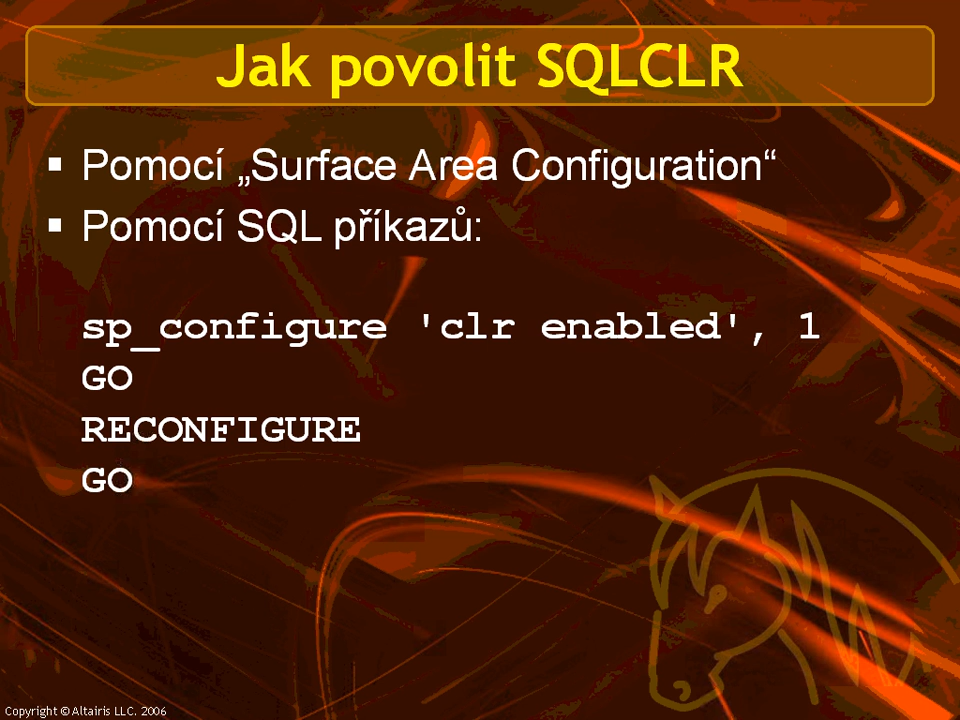 Jak povolit SQLCLR
▪ Pomocí „Surface Area Configuration“
▪ Pomocí SQL příkazů:
sp_configure 'clr enabled', 1
GO
RECONFIGURE
GO
Copyright © Altairis LLC. 2006